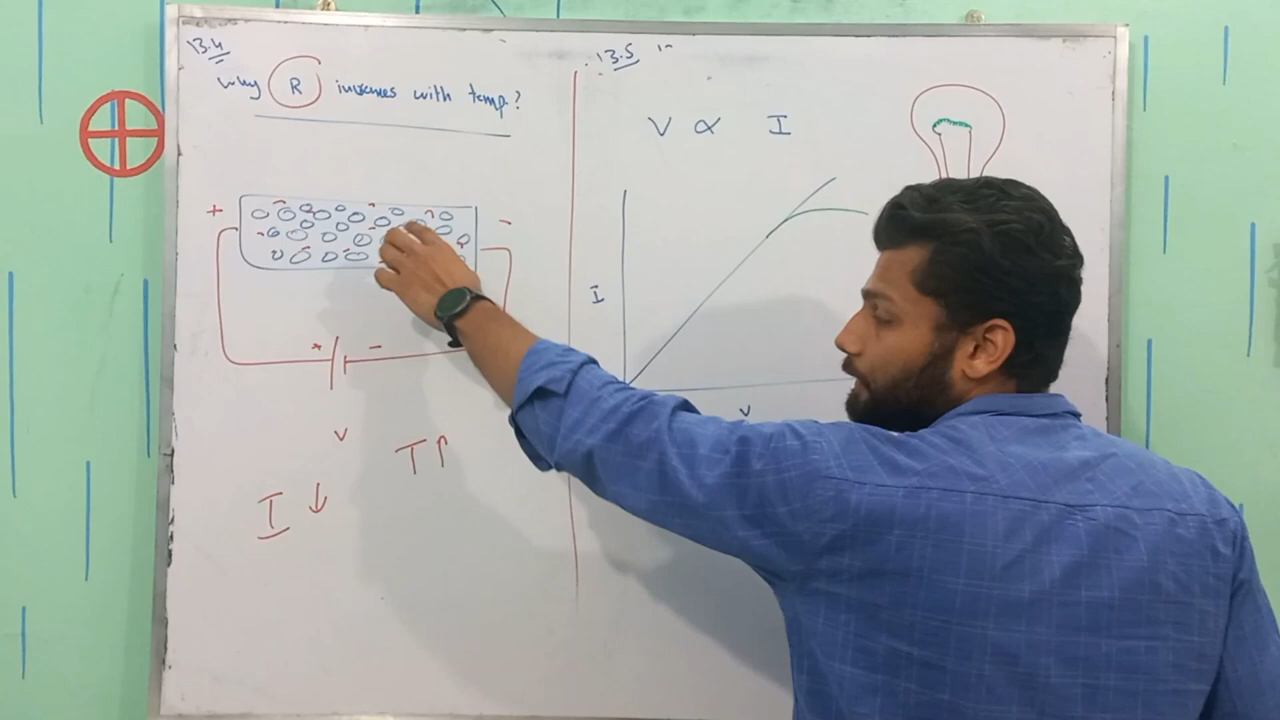 13.4
Why R increases with temp?
+ -
+ -
V
T↑
I ↓
13.5
V ∝ I
I
V